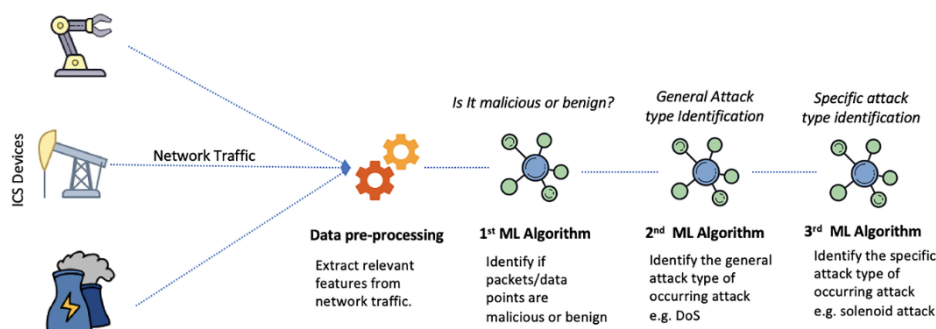 ICS Devices
Network Traffic
Data pre-processing
Extract relevant
features from
network traffic.
Is It malicious or benign?
1st ML Algorithm
Identify if
packets/data
points are
malicious or benign
General Attack
type Identification
2nd ML Algorithm
Identify the general
attack type of
occurring attack
e.g. DoS
Specific attack
type identification
3rd ML Algorithm
Identify the specific
attack type of
occurring attack
e.g. solenoid attack